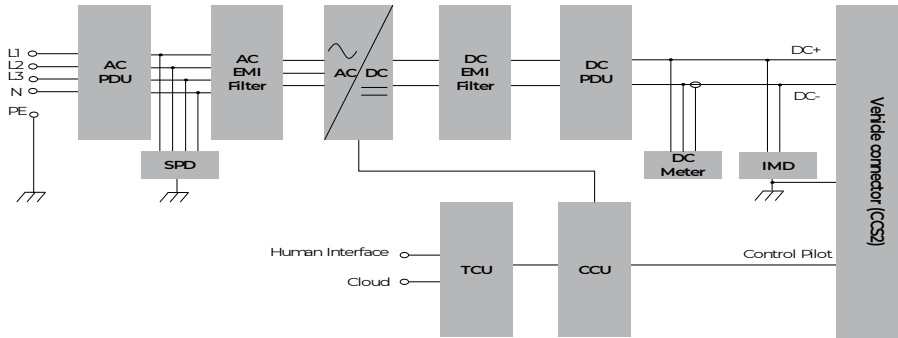 L1
L2
L3
N
PE
AC
PDU
SPD
AC
EMI
Filter
AC
DC
DC
EMI
Filter
DC
PDU
DC+
DC-
DC
Meter
IMD
Vehicle connector (CCS2)
Human Interface
Cloud
TCU
CCU
Control Pilot